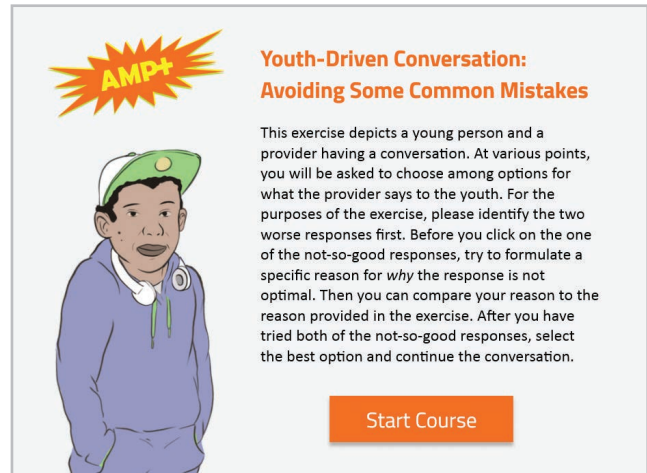 AMP+
Youth-Driven Conversation:
Avoiding Some Common Mistakes
This exercise depicts a young person and a
provider having a conversation. At various points,
you will be asked to choose among options for
what the provider says to the youth. For the
purposes of the exercise, please identify the two
worse responses first. Before you click on the one
of the not-so-good responses, try to formulate a
specific reason for why the response is not
optimal. Then you can compare your reason to the
reason provided in the exercise. After you have
tried both of the not-so-good responses, select
the best option and continue the conversation.
Start Course